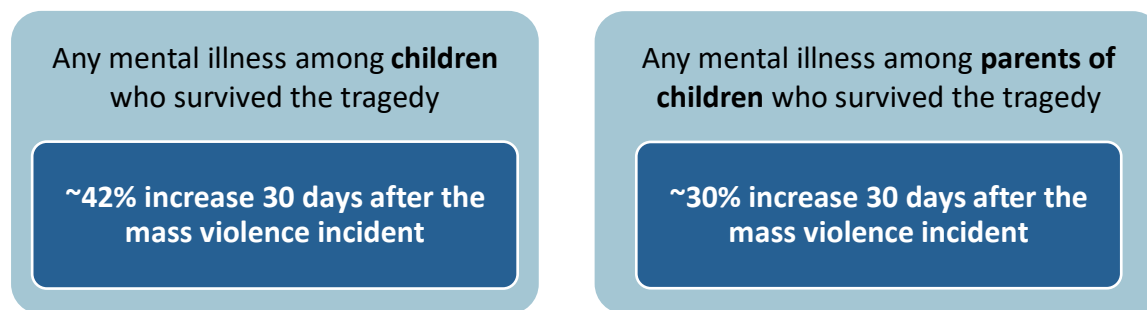 Any mental illness among children
who survived the tragedy
~42% increase 30 days after the
mass violence incident
Any mental illness among parents of
children who survived the tragedy
~30% increase 30 days after the
mass violence incident